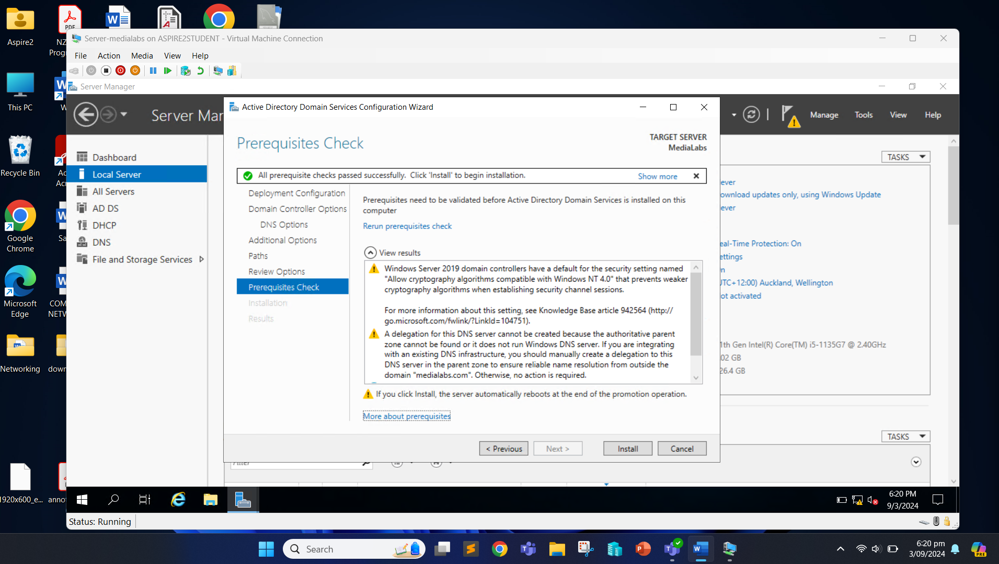 Aspire2
This PC
Recycle Bin
Google
Chrome
Microsoft
Edge
Networking
1920x600_e...
PDF
NZ
Progr
W
Ac
Acr
Sa
COM
NETW
down
annot
Server-medialabs on ASPIRE2STUDENT - Virtual Machine Connection
File Action Media View Help
Server Manager
Server Mar
Manage Tools View Help
Dashboard
Local Server
All Servers
AD DS
DHCP
DNS
File and Storage Services
Active Directory Domain Services Configuration Wizard
Prerequisites Check
TARGET SERVER
MediaLabs
All prerequisite checks passed successfully. Click 'Install' to begin installation.
Show more
Deployment Configuration
Domain Controller Options
DNS Options
Additional Options
Paths
Review Options
Prerequisites Check
Installation
Results
Prerequisites need to be validated before Active Directory Domain Services is installed on this
computer
Rerun prerequisites check
View results
Windows Server 2019 domain controllers have a default for the security setting named
"Allow cryptography algorithms compatible with Windows NT 4.0" that prevents weaker
cryptography algorithms when establishing security channel sessions.
For more information about this setting, see Knowledge Base article 942564 (http://
go.microsoft.com/fwlink/?LinkId=104751).
A delegation for this DNS server cannot be created because the authoritative parent
zone cannot be found or it does not run Windows DNS server. If you are integrating
with an existing DNS infrastructure, you should manually create a delegation to this
DNS server in the parent zone to ensure reliable name resolution from outside the
domain "medialabs.com". Otherwise, no action is required.
If you click Install, the server automatically reboots at the end of the promotion operation.
More about prerequisites
< Previous Next > Install Cancel
TASKS
ever
ownload updates only, using Windows Update
ever
eal-Time Protection: On
ettings
n
UTC+12:00) Auckland, Wellington
ot activated
1th Gen Intel(R) Core(TM) i5-1135G7 @ 2.40GHz
02 GB
26.4 GB
TASKS
Filter
6:20 PM
9/3/2024
Status: Running
Search
6:20 pm
3/09/2024
PRE